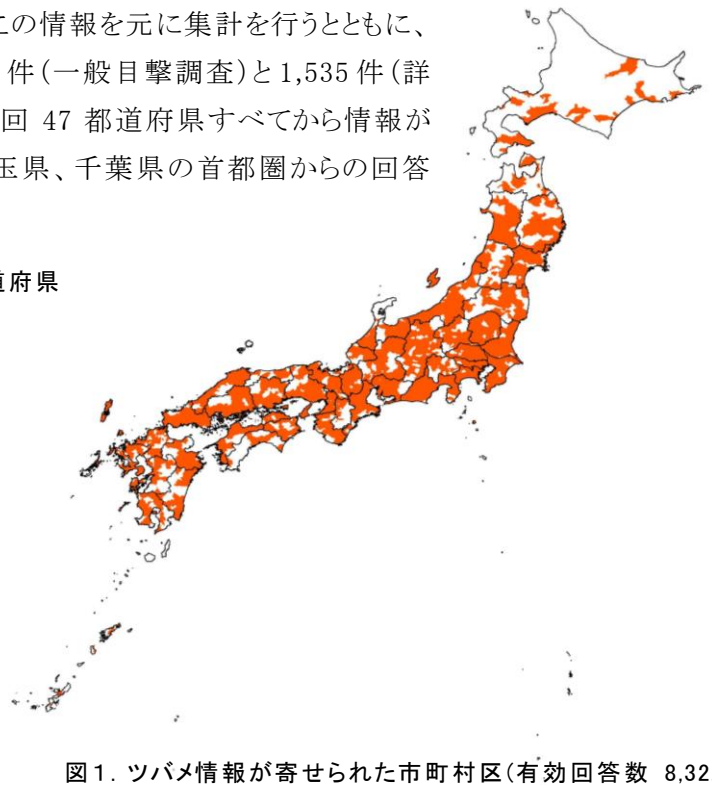 この情報を元に集計を行うとともに、
件(一般目撃調査)と1,535件(詳
回 47 都道府県すべてから情報が
玉県、千葉県の首都圏からの回答
道府県
図1. ツバメ情報が寄せられた市町村区(有効回答数 8,32